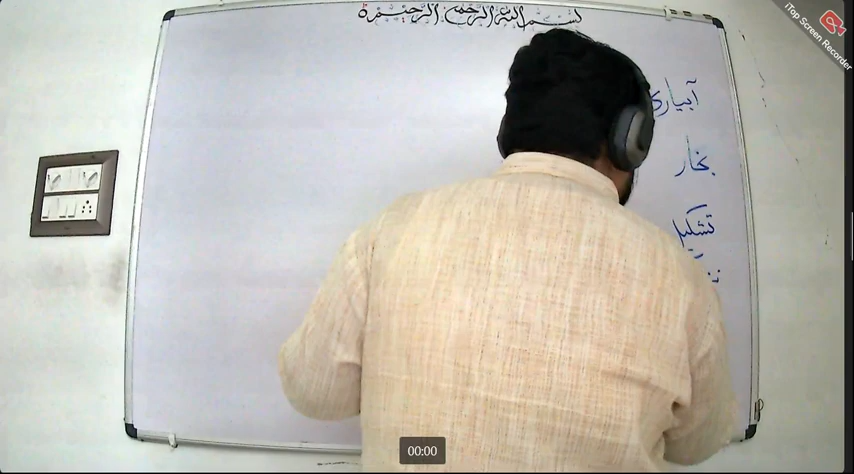 بسم الله الرحمن الرحيم
آبیاری
بخار
تشکیل
iTop Screen Recorder
00:00